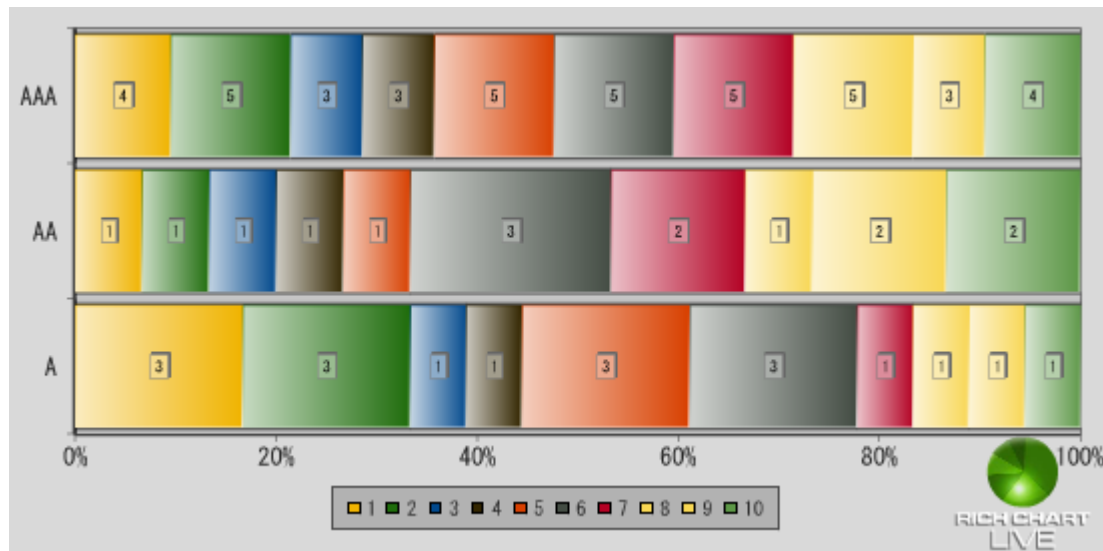 AAA 4 5 3 3 5 5 5 5 3 4
AA 1 1 1 1 1 3 2 1 2 2
A 3 3 1 1 3 3 1 1 1 1
0% 20% 40% 60% 80% 100%
1 2 3 4 5 6 7 8 9 10
RICH CHART
LIVE